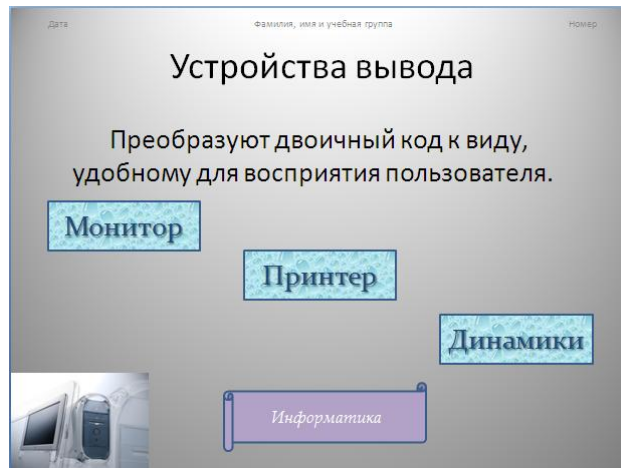 Дата Фамилия, имя и учебная группа Номер
Устройства вывода
Преобразуют двоичный код к виду,
удобному для восприятия пользователя.
Монитор
Принтер
Динамики
Информатика